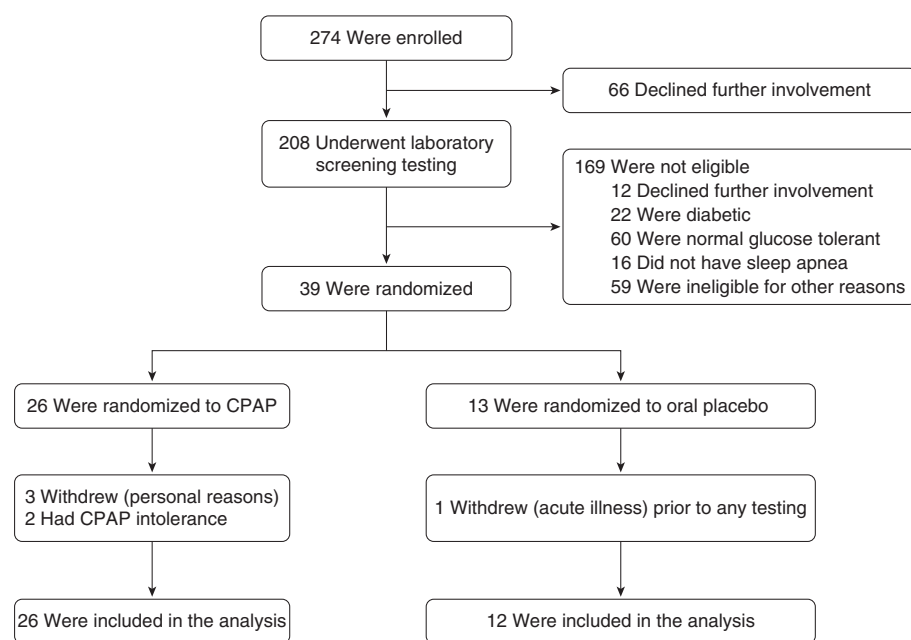 274 Were enrolled
66 Declined further involvement
208 Underwent laboratory
screening testing
169 Were not eligible
12 Declined further involvement
22 Were diabetic
60 Were normal glucose tolerant
16 Did not have sleep apnea
59 Were ineligible for other reasons
39 Were randomized
26 Were randomized to CPAP
13 Were randomized to oral placebo
3 Withdrew (personal reasons)
2 Had CPAP intolerance
1 Withdrew (acute illness) prior to any testing
26 Were included in the analysis
12 Were included in the analysis